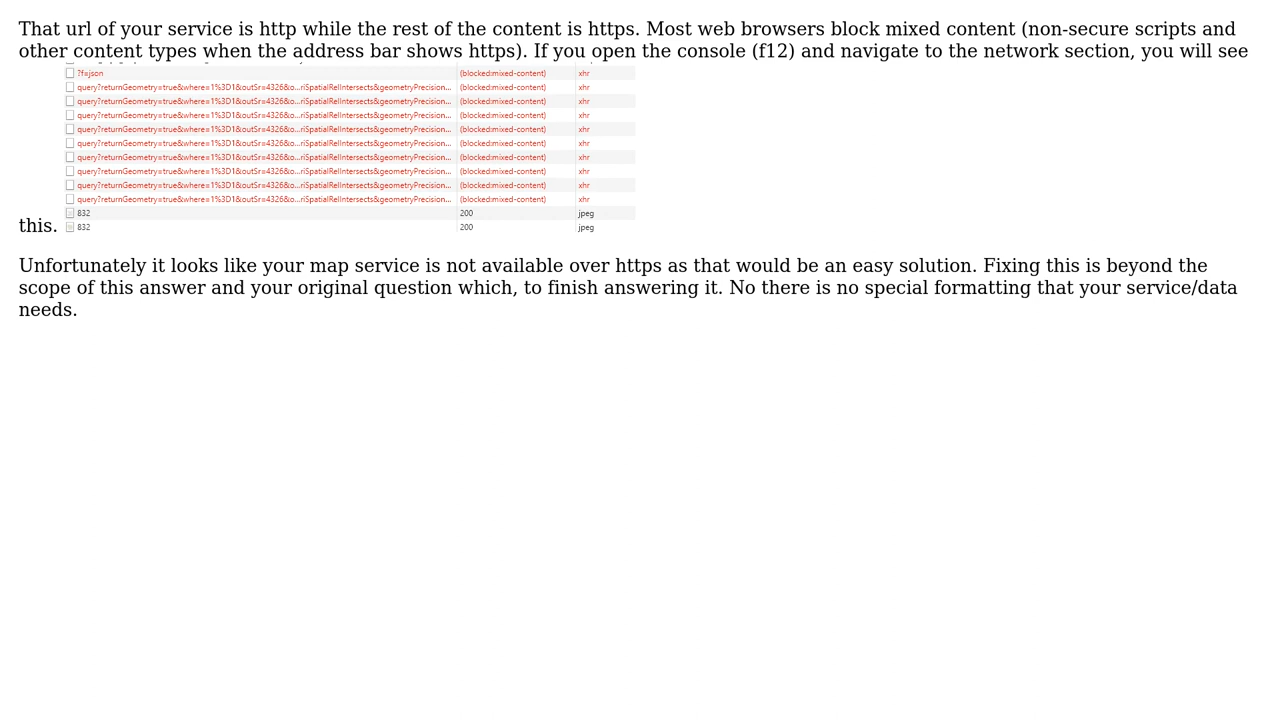 That url of your service is http while the rest of the content is https. Most web browsers block mixed content (non-secure scripts and
other content types when the address bar shows https). If you open the console (f12) and navigate to the network section, you will see
?f=json (blocked:mixed-content) xhr
query?returnGeometry=true&where=1%3D1&outSr=4326&o...riSpatialRelIntersects&geometryPrecision... (blocked:mixed-content) xhr
query?returnGeometry=true&where=1%3D1&outSr=4326&o...riSpatialRelIntersects&geometryPrecision... (blocked:mixed-content) xhr
query?returnGeometry=true&where=1%3D1&outSr=4326&o...riSpatialRelIntersects&geometryPrecision... (blocked:mixed-content) xhr
query?returnGeometry=true&where=1%3D1&outSr=4326&o...riSpatialRelIntersects&geometryPrecision... (blocked:mixed-content) xhr
query?returnGeometry=true&where=1%3D1&outSr=4326&o...riSpatialRelIntersects&geometryPrecision... (blocked:mixed-content) xhr
query?returnGeometry=true&where=1%3D1&outSr=4326&o...riSpatialRelIntersects&geometryPrecision... (blocked:mixed-content) xhr
query?returnGeometry=true&where=1%3D1&outSr=4326&o...riSpatialRelIntersects&geometryPrecision... (blocked:mixed-content) xhr
query?returnGeometry=true&where=1%3D1&outSr=4326&o...riSpatialRelIntersects&geometryPrecision... (blocked:mixed-content) xhr
query?returnGeometry=true&where=1%3D1&outSr=4326&o...riSpatialRelIntersects&geometryPrecision... (blocked:mixed-content) xhr
832 200 jpeg
this. 832 200 jpeg
Unfortunately it looks like your map service is not available over https as that would be an easy solution. Fixing this is beyond the
scope of this answer and your original question which, to finish answering it. No there is no special formatting that your service/data
needs.